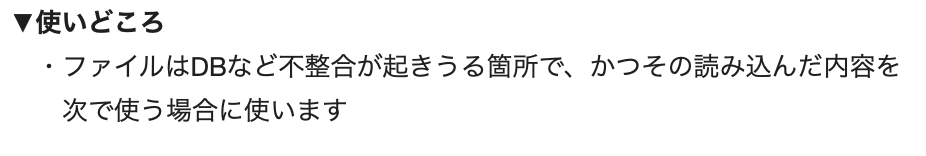 ▼使いどころ
・ファイルはDBなど不整合が起きうる箇所で、かつその読み込んだ内容を
次で使う場合に使います